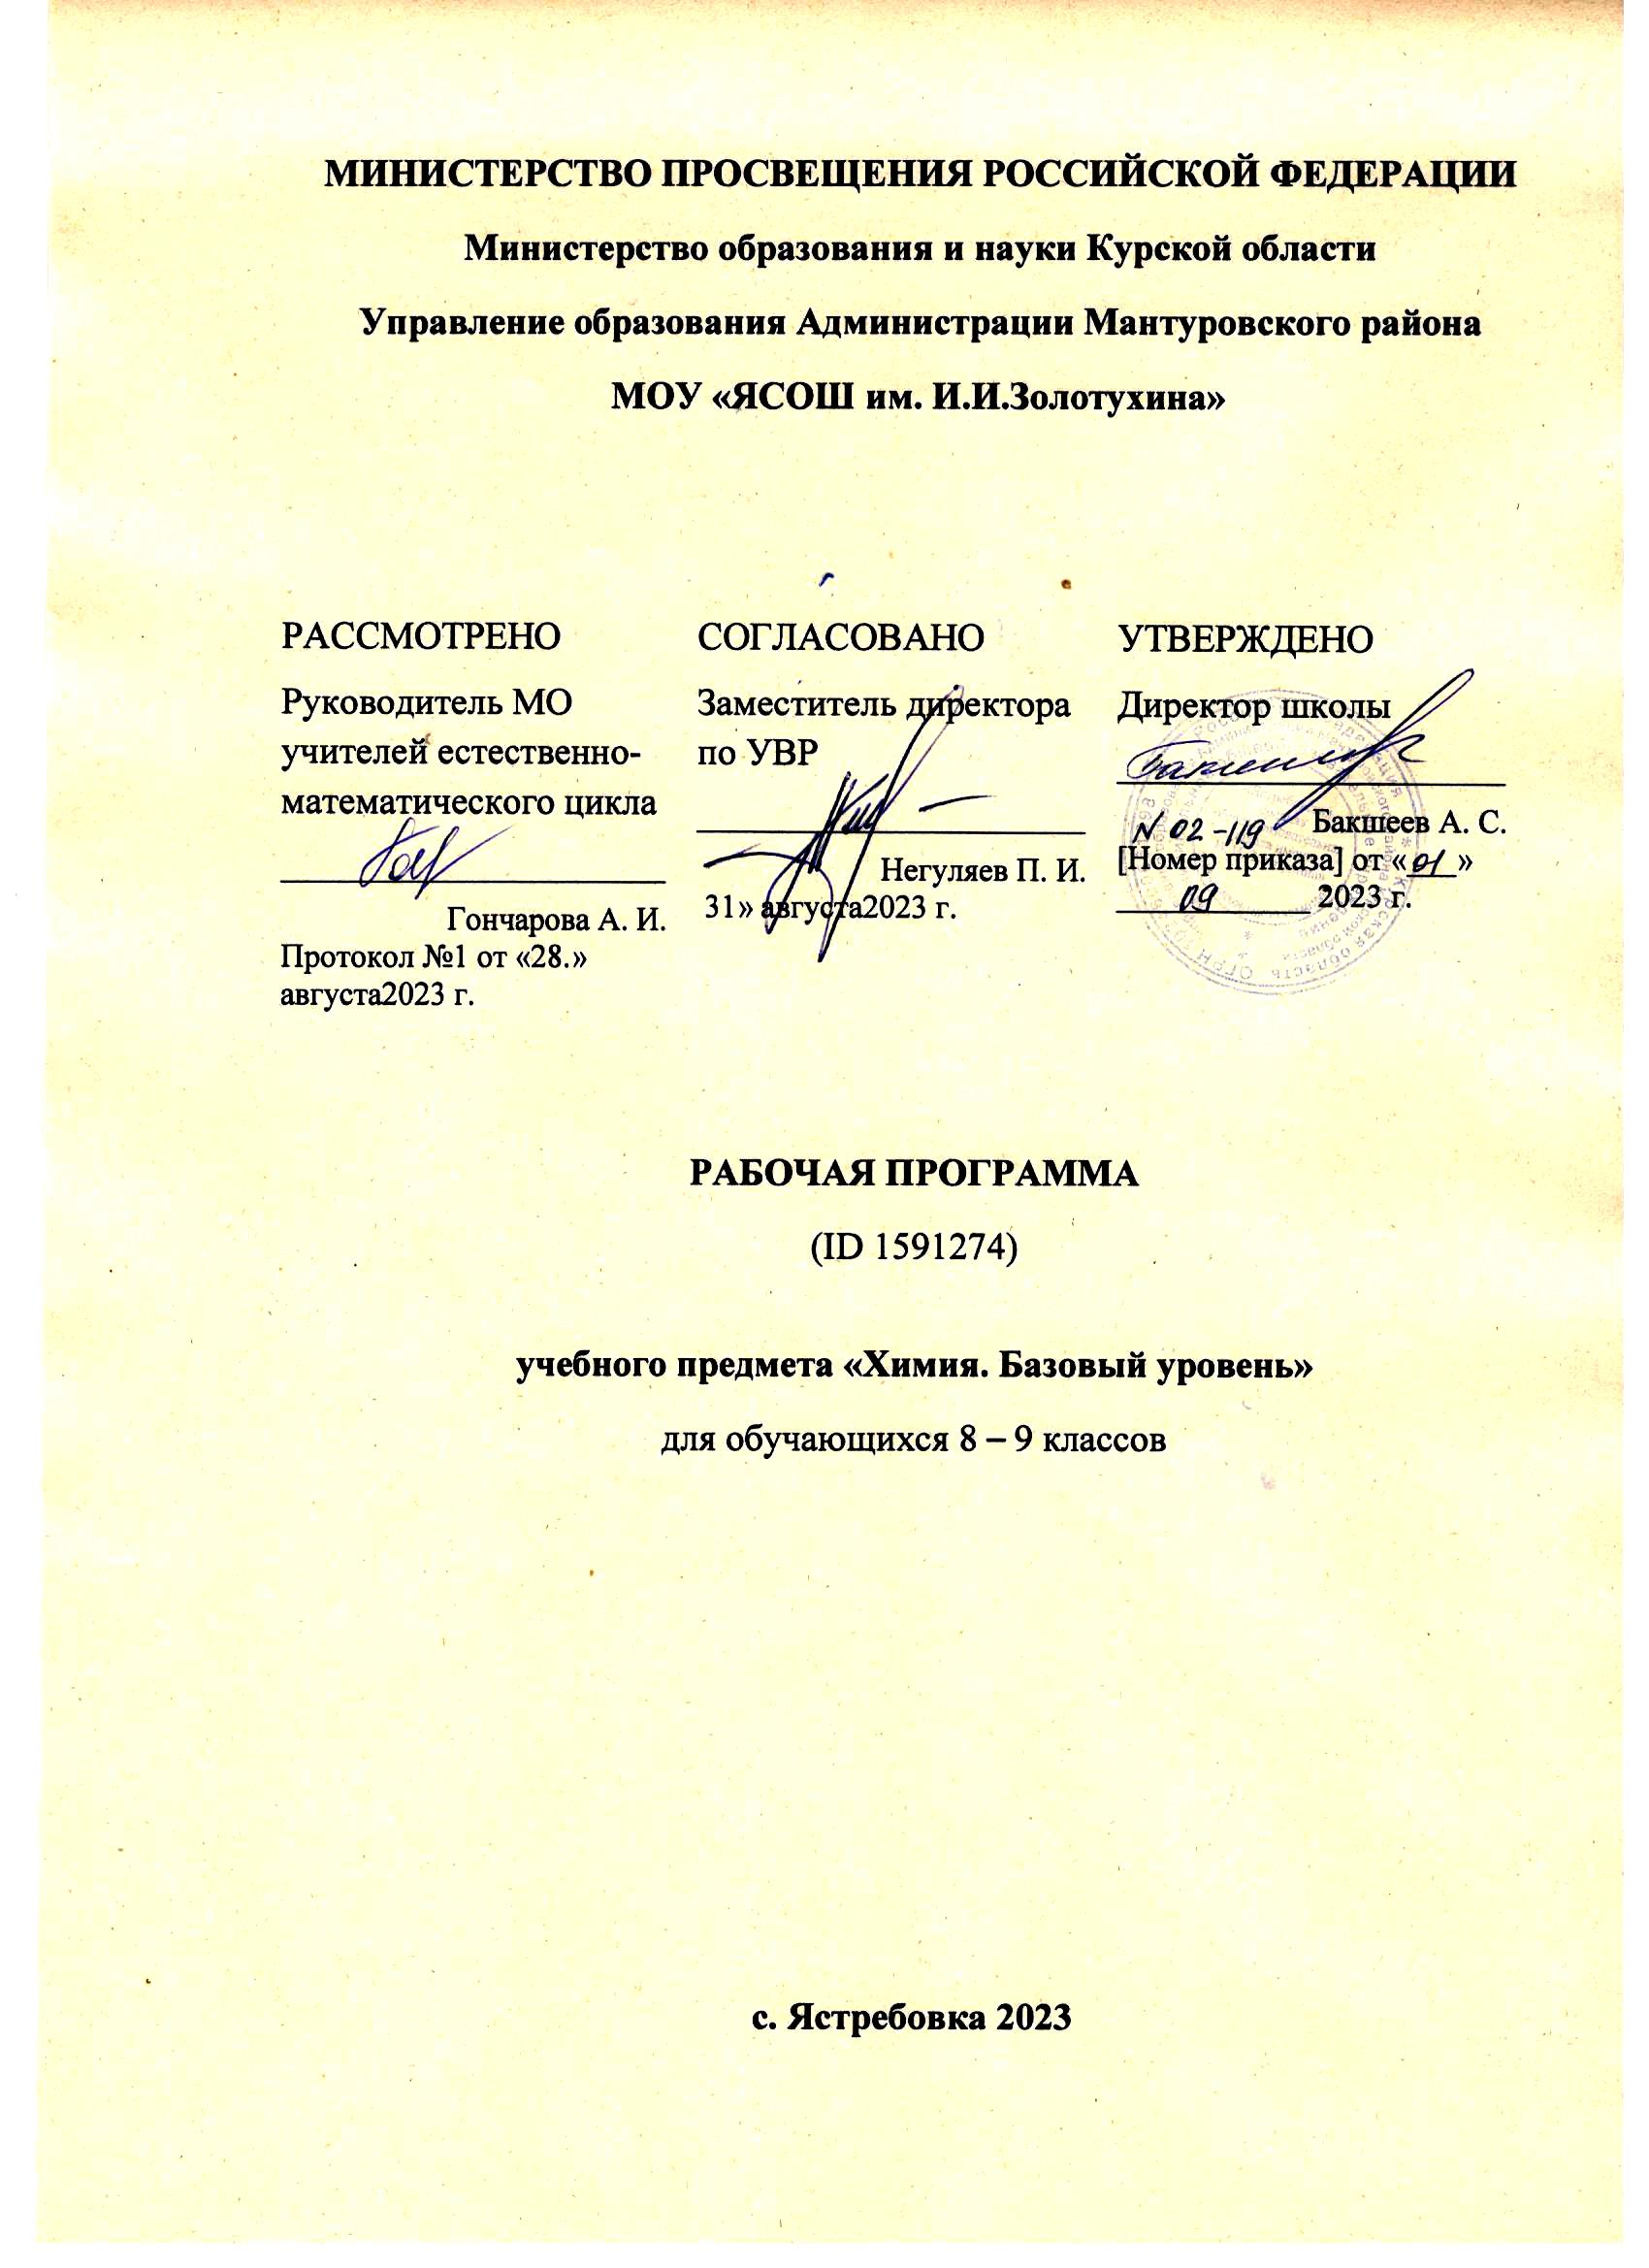 МИНИСТЕРСТВО ПРОСВЕЩЕНИЯ РОССИЙСКОЙ ФЕДЕРАЦИИ
Министерство образования и науки Курской области
Управление образования Администрации Мантуровского района
МОУ «ЯСОШ им. И.И.Золотухина»
РАССМОТРЕНО
Руководитель МО
учителей естественно-
математического цикла
Гончарова А. И.
Протокол №1 от «28.»
августа2023 г.
СОГЛАСОВАНО
Заместитель директора
по УВР
Негуляев П. И.
31» августа2023 г.
УТВЕРЖДЕНО
Директор школы
N 02-119 Бакшеев А. С.
[Номер приказа] от «01»
09 2023 г.
РАБОЧАЯ ПРОГРАММА
(ID 1591274)
учебного предмета «Химия. Базовый уровень»
для обучающихся 8 – 9 классов
с. Ястребовка 2023